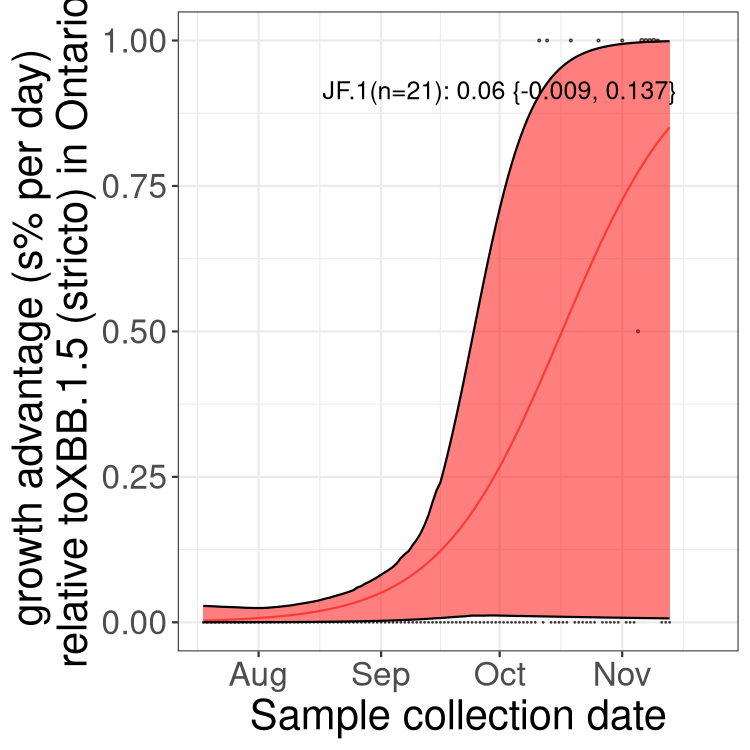 growth advantage (s% per day)
relative toXBB.1.5 (stricto) in Ontario
1.00
0.75
0.50
0.25
0.00
JF.1(n=21): 0.06 {-0.009, 0.137}
Aug Sep Oct Nov
Sample collection date